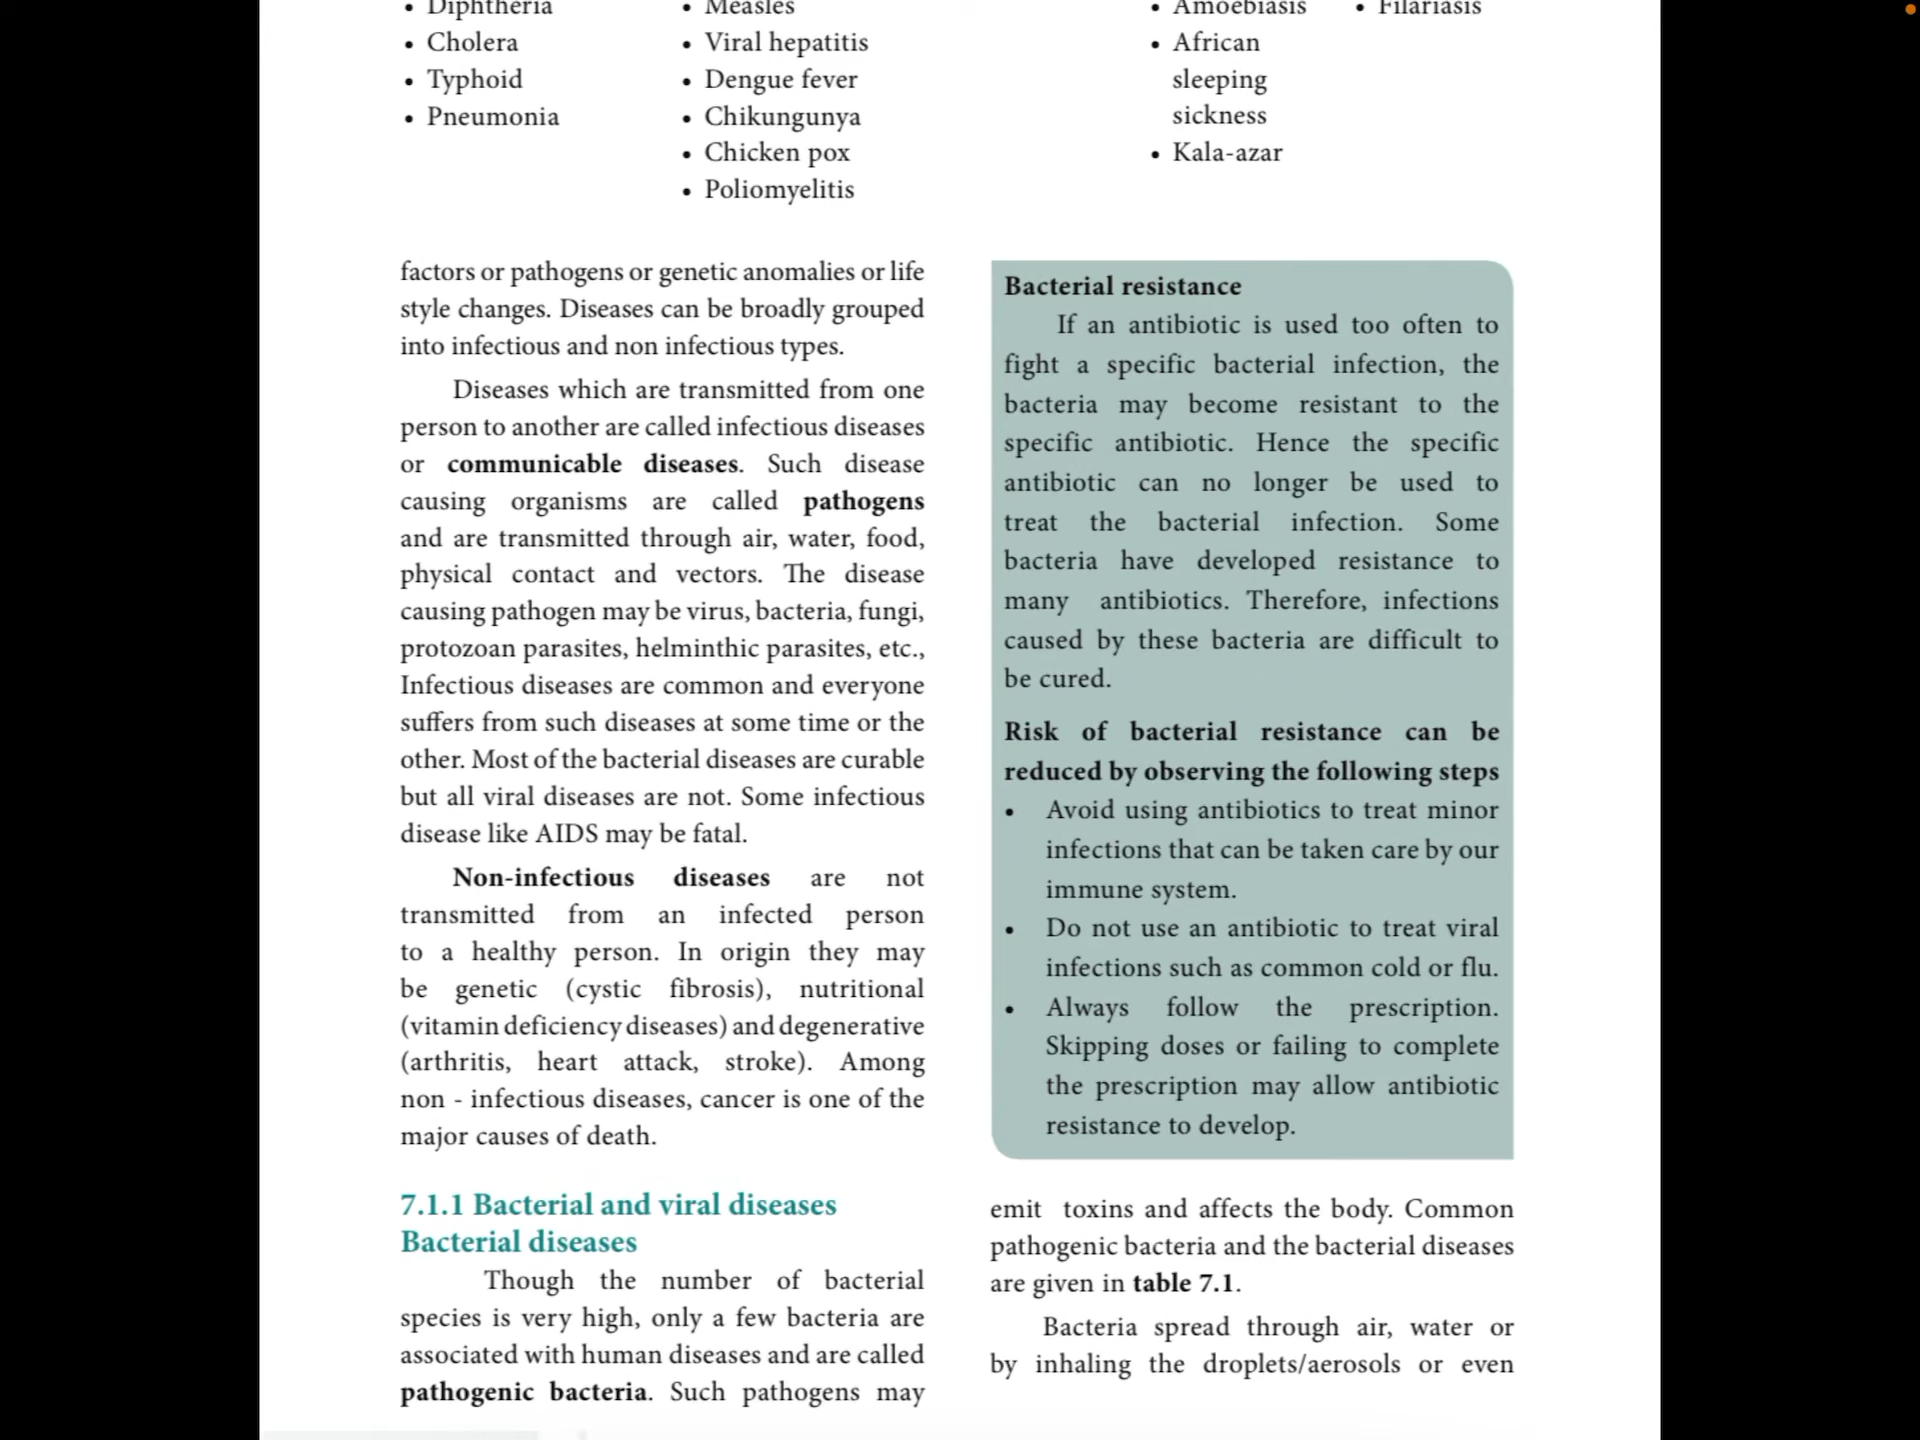 • Diphtheria
• Cholera
• Typhoid
• Pneumonia
• Measles
• Viral hepatitis
• Dengue fever
• Chikungunya
• Chicken pox
• Poliomyelitis
• Amoebiasis
• African
sleeping
sickness
• Kala-azar
• Filariasis
factors or pathogens or genetic anomalies or life
style changes. Diseases can be broadly grouped
into infectious and non infectious types.
Diseases which are transmitted from one
person to another are called infectious diseases
or communicable diseases. Such disease
causing organisms are called pathogens
and are transmitted through air, water, food,
physical contact and vectors. The disease
causing pathogen may be virus, bacteria, fungi,
protozoan parasites, helminthic parasites, etc.,
Infectious diseases are common and everyone
suffers from such diseases at some time or the
other. Most of the bacterial diseases are curable
but all viral diseases are not. Some infectious
disease like AIDS may be fatal.
Non-infectious diseases are not
transmitted from an infected person
to a healthy person. In origin they may
be genetic (cystic fibrosis), nutritional
(vitamin deficiency diseases) and degenerative
(arthritis, heart attack, stroke). Among
non - infectious diseases, cancer is one of the
major causes of death.
7.1.1 Bacterial and viral diseases
Bacterial diseases
Though the number of bacterial
species is very high, only a few bacteria are
associated with human diseases and are called
pathogenic bacteria. Such pathogens may
Bacterial resistance
If an antibiotic is used too often to
fight a specific bacterial infection, the
bacteria may become resistant to the
specific antibiotic. Hence the specific
antibiotic can no longer be used to
treat the bacterial infection. Some
bacteria have developed resistance to
many antibiotics. Therefore, infections
caused by these bacteria are difficult to
be cured.
Risk of bacterial resistance can be
reduced by observing the following steps
• Avoid using antibiotics to treat minor
infections that can be taken care by our
immune system.
• Do not use an antibiotic to treat viral
infections such as common cold or flu.
• Always follow the prescription.
Skipping doses or failing to complete
the prescription may allow antibiotic
resistance to develop.
emit toxins and affects the body. Common
pathogenic bacteria and the bacterial diseases
are given in table 7.1.
Bacteria spread through air, water or
by inhaling the droplets/aerosols or even